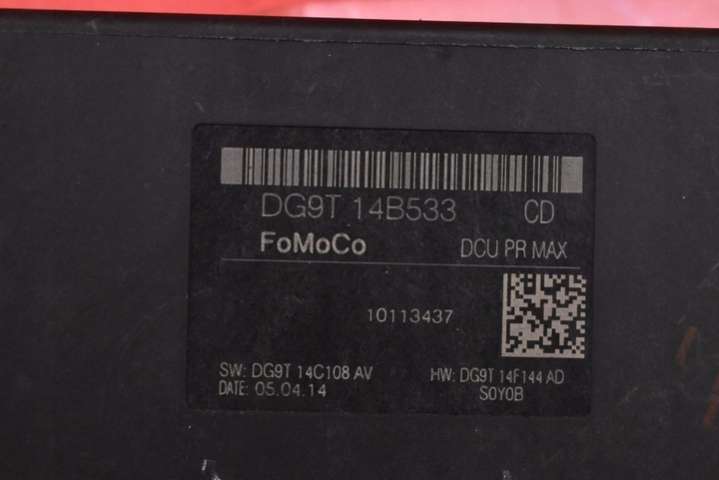 DG9T 14B533 CD
FoMoCo DCU PR MAX
10113437
SW: DG9T 14C108 AV HW: DG9T 14F144 AD
DATE: 05.04.14 S0Y0B